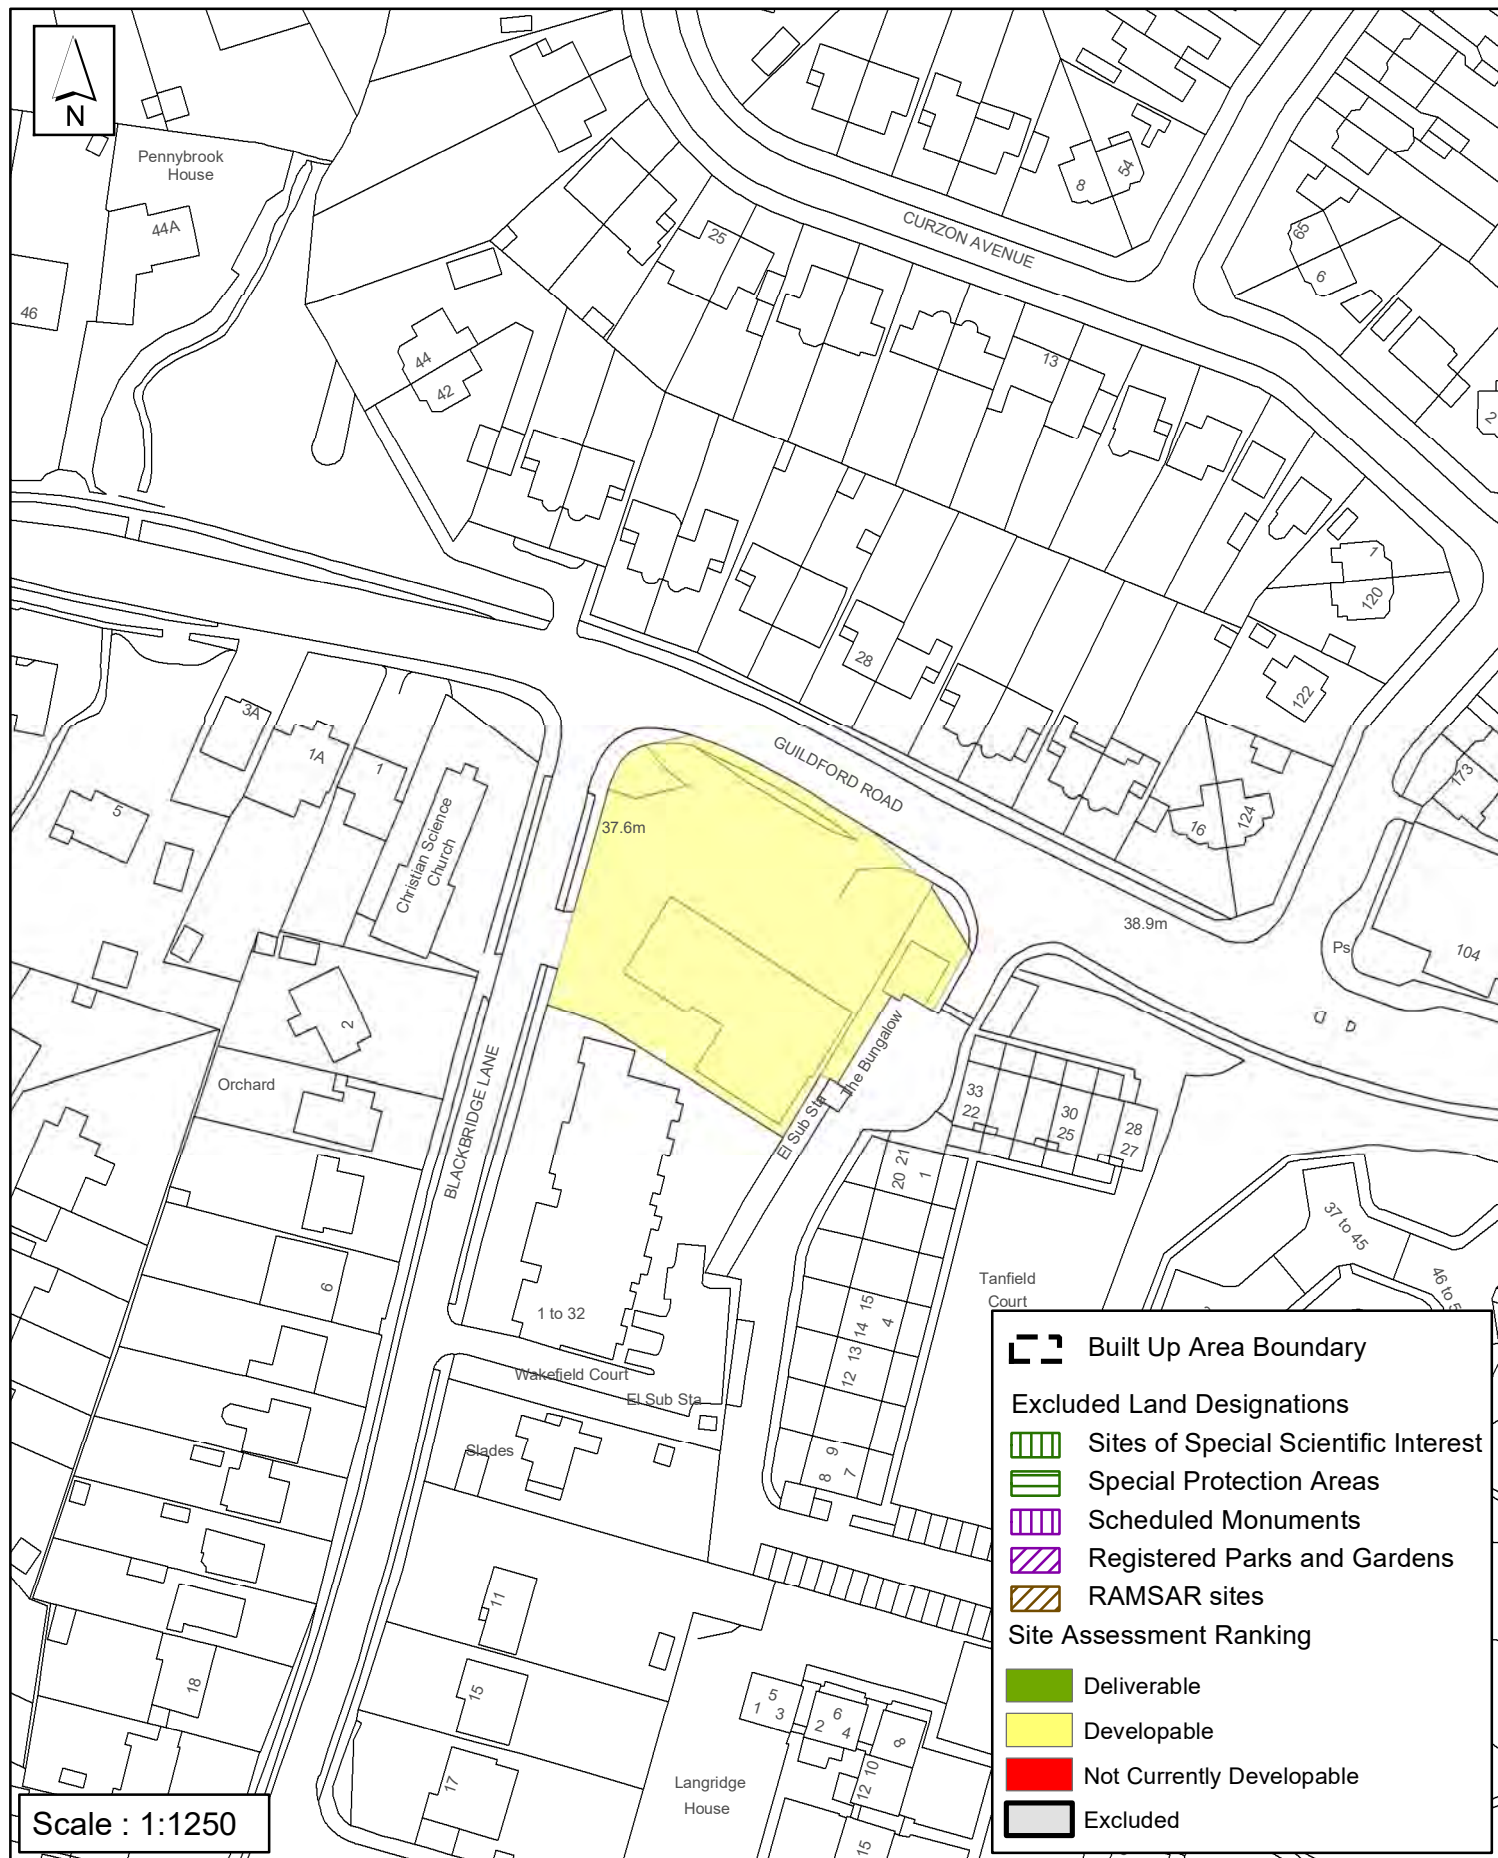 N
Pennybrook
House
44A
46
25
CURZON AVENUE
8
54
65
6
2
44
42
13
1
120
122
28
GUILDFORD ROAD
3A
1A
1
5
Christian Science
Church
37.6m
16
124
173
38.9m
Ps
104
2
Orchard
BLACKBRIDGE LANE
The Bungalow
El Sub Sta
33
22
30
25
28
27
21
20
1
37 to 45
46 to 5
6
1 to 32
Wakefield Court
El Sub Sta
Slades
15
14
4
13
12
9
8
7
Tanfield
Court
11
15
17
18
5
1
3
6
2
4
8
10
12
15
Langridge
House
Scale : 1:1250
Built Up Area Boundary
Excluded Land Designations
Sites of Special Scientific Interest
Special Protection Areas
Scheduled Monuments
Registered Parks and Gardens
RAMSAR sites
Site Assessment Ranking
Deliverable
Developable
Not Currently Developable
Excluded